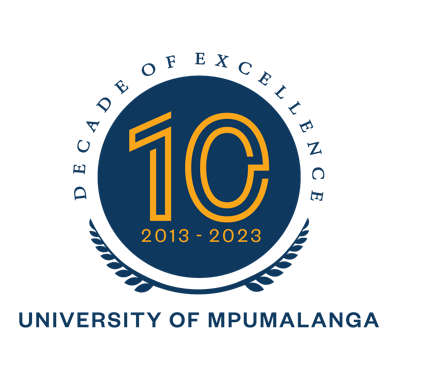 DECADE OF EXCELLENCE
10
2013 - 2023
UNIVERSITY OF MPUMALANGA